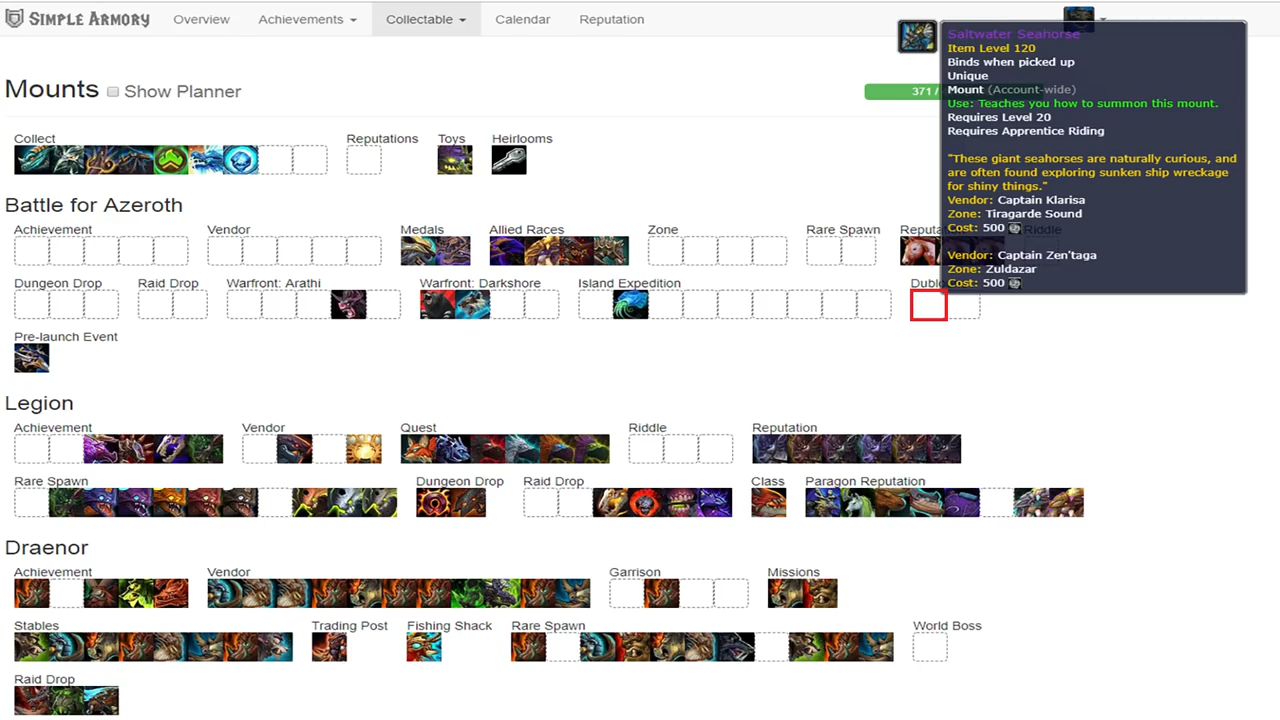 SIMPLE ARMORY Overview Achievements Collectable Calendar Reputation
Saltwater Seahorse
Item Level 120
Binds when picked up
Unique
Mount (Account-wide)
Use: Teaches you how to summon this mount.
Requires Level 20
Requires Apprentice Riding
"These giant seahorses are naturally curious, and
are often found exploring sunken ship wreckage
for shiny things."
Vendor: Captain Klarisa
Zone: Tiragarde Sound
Cost: 500
Vendor: Captain Zen'taga
Zone: Zuldazar
Cost: 500
Mounts Show Planner 371 /
Collect Reputations Toys Heirlooms
Battle for Azeroth
Achievement Vendor Medals Allied Races Zone Rare Spawn Riddle
Dungeon Drop Raid Drop Warfront: Arathi Warfront: Darkshore Island Expedition
Pre-launch Event
Legion
Achievement Vendor Quest Riddle Reputation
Rare Spawn Dungeon Drop Raid Drop Class Paragon Reputation
Draenor
Achievement Vendor Garrison Missions
Stables Trading Post Fishing Shack Rare Spawn World Boss
Raid Drop